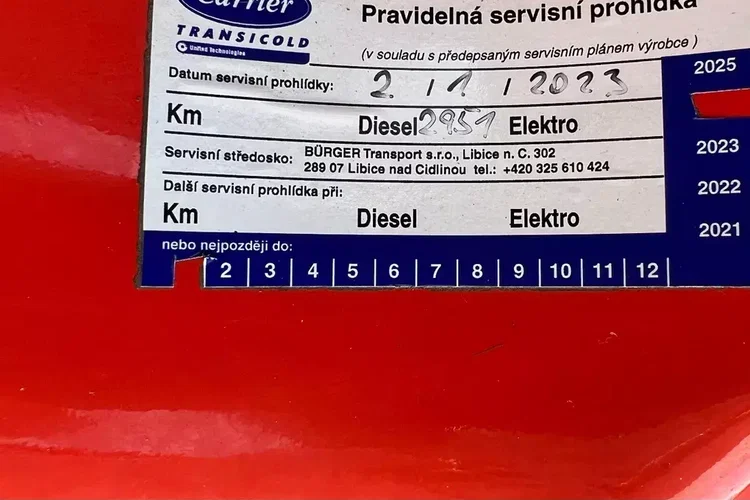 Carrier
TRANSICOLD
United Technologies
Pravidelná servisní prohlídka
(v souladu s předepsaným servisním plánem výrobce)
Datum servisní prohlídky: 2 / 1 / 2023
Km Diesel 2951 Elektro
Servisní středosko: BÜRGER Transport s.r.o., Libice n. C. 302
289 07 Libice nad Cidlinou tel.: +420 325 610 424
Další servisní prohlídka při:
Km Diesel Elektro
nebo nejpozději do:
2 3 4 5 6 7 8 9 10 11 12
2025
2023
2022
2021